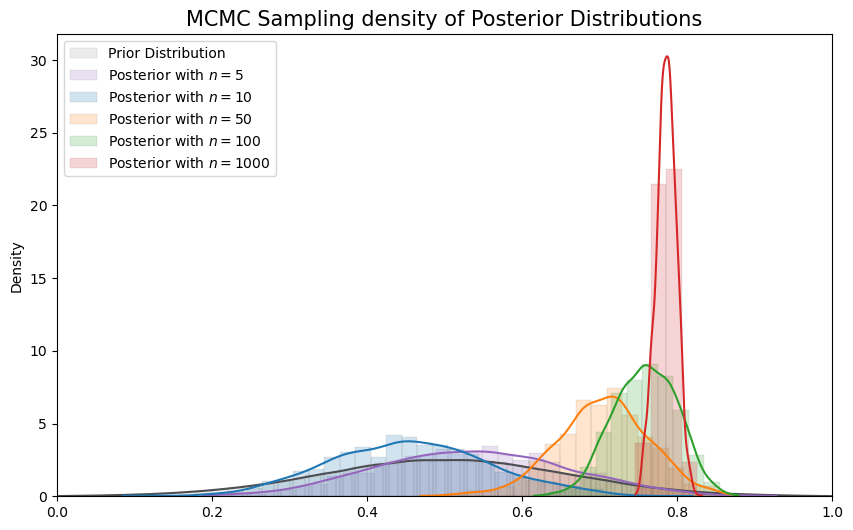 MCMC Sampling density of Posterior Distributions
Prior Distribution
Posterior with n = 5
Posterior with n = 10
Posterior with n = 50
Posterior with n = 100
Posterior with n = 1000
Density
30
25
20
15
10
5
0
0.0 0.2 0.4 0.6 0.8 1.0